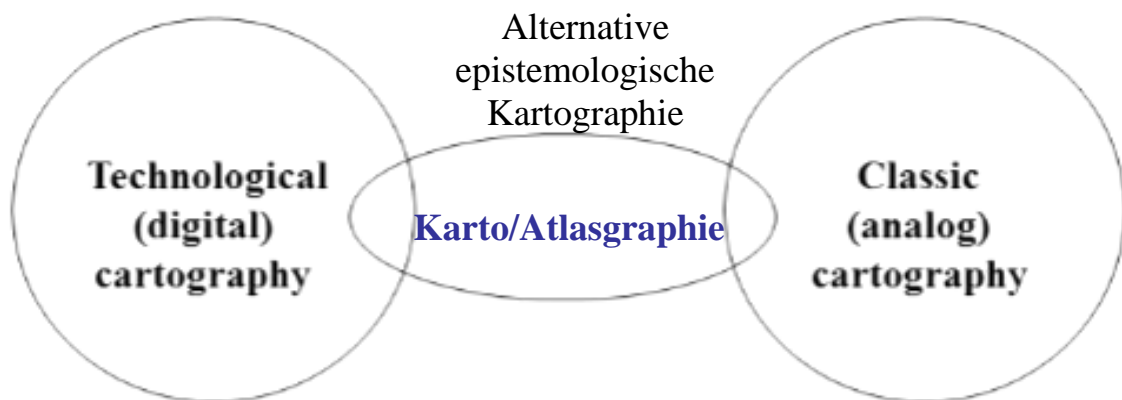 Alternative
epistemologische
Kartographie
Technological
(digital)
cartography
Karto/Atlasgraphie
Classic
(analog)
cartography